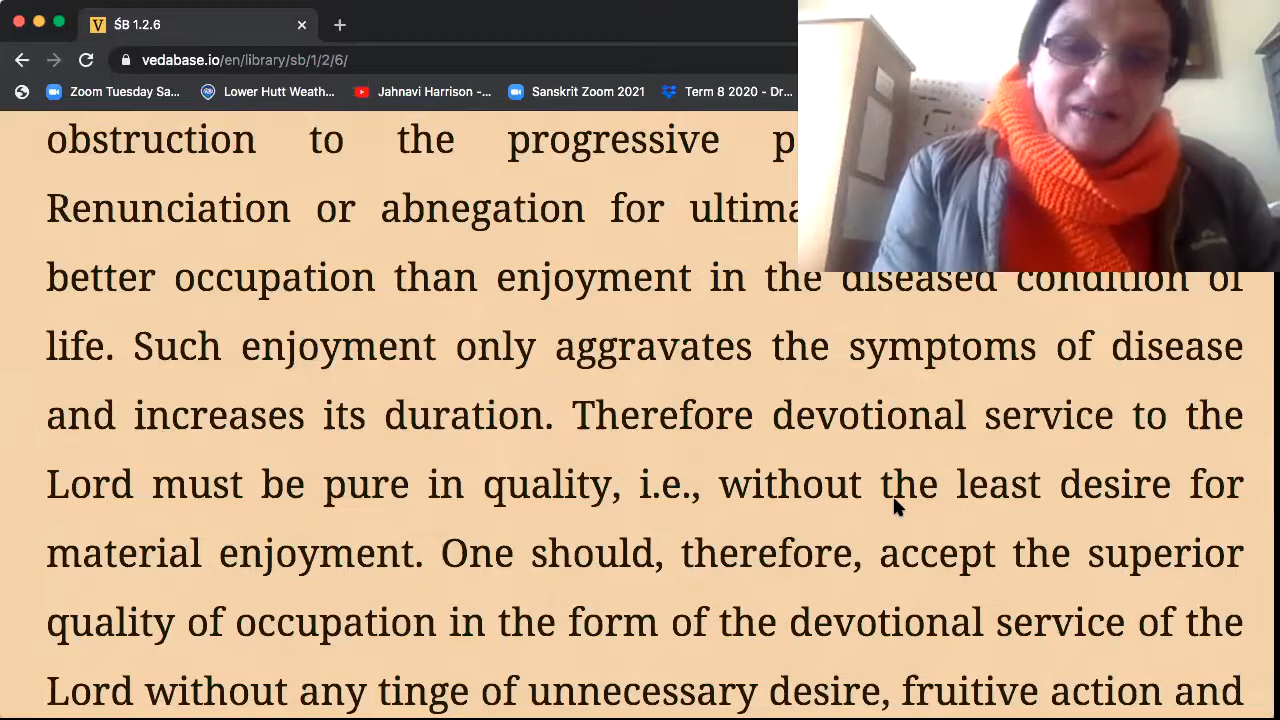 ŚB 1.2.6
vedabase.io/en/library/sb/1/2/6/
Zoom Tuesday Sa... Lower Hutt Weath... Jahnavi Harrison -... Sanskrit Zoom 2021 Term 8 2020 - Dr...
obstruction to the progressive p
Renunciation or abnegation for ultima
better occupation than enjoyment in the diseased condition of
life. Such enjoyment only aggravates the symptoms of disease
and increases its duration. Therefore devotional service to the
Lord must be pure in quality, i.e., without the least desire for
material enjoyment. One should, therefore, accept the superior
quality of occupation in the form of the devotional service of the
Lord without any tinge of unnecessary desire, fruitive action and